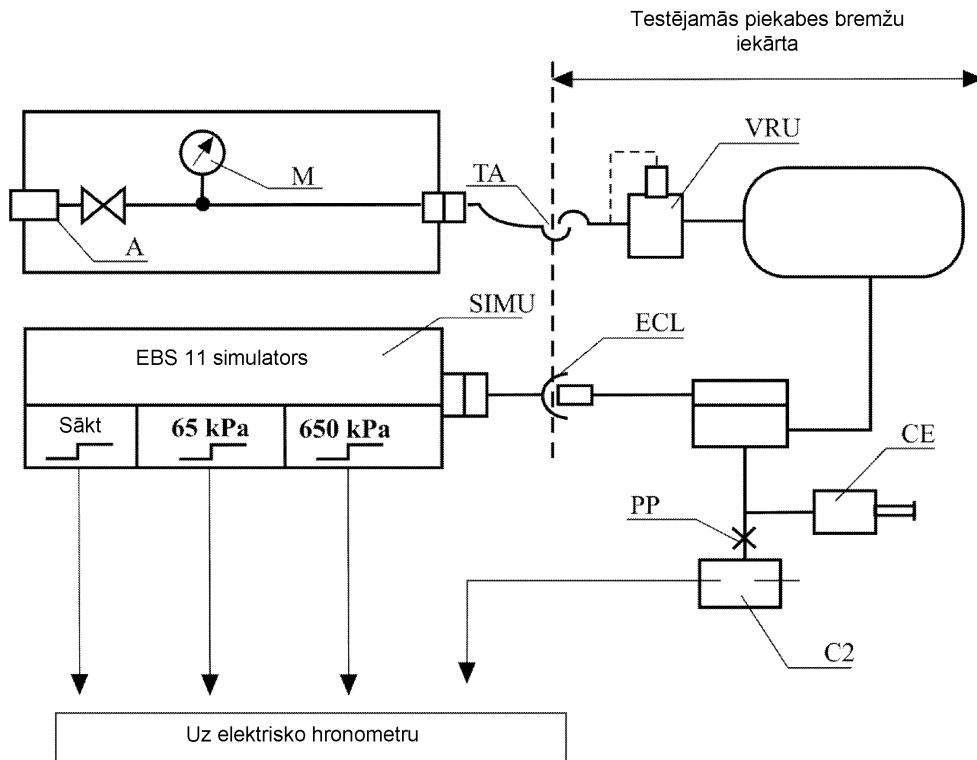 Testējamās piekabes bremžu
iekārta
VRU
M
TA
A
SIMU
ECL
EBS 11 simulators
Sākt
65 kPa
650 kPa
CE
PP
C2
Uz elektrisko hronometru